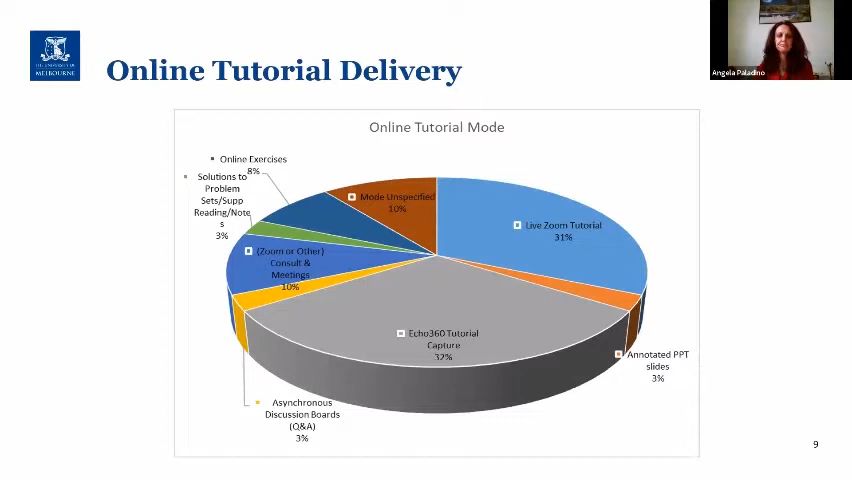 THE UNIVERSITY OF
MELBOURNE
Online Tutorial Delivery
Angela Paladino
Online Tutorial Mode
Online Exercises
8%
Solutions to
Problem
Sets/Supp
Reading/Note
s
3%
Mode Unspecified
10%
Live Zoom Tutorial
31%
(Zoom or Other)
Consult &
Meetings
10%
Echo360 Tutorial
Capture
32%
Annotated PPT
slides
3%
Asynchronous
Discussion Boards
(Q&A)
3%
9